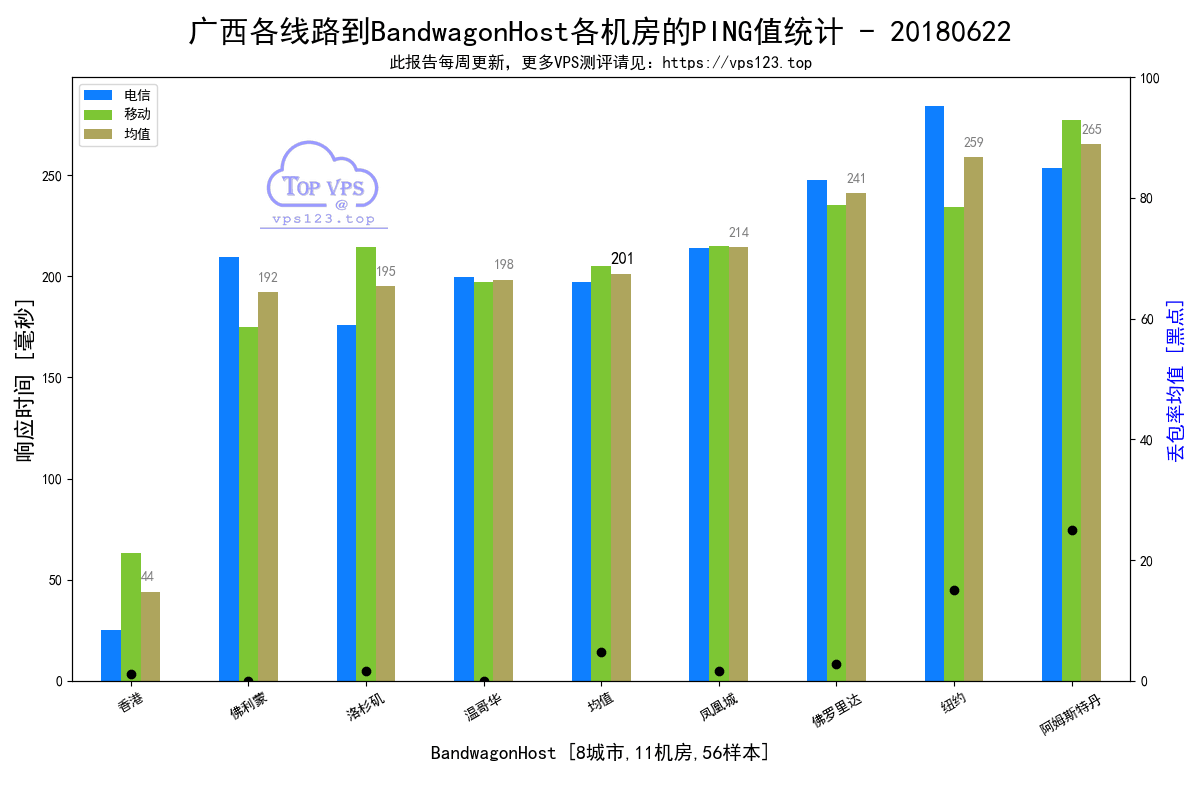 广西各线路到BandwagonHost各机房的PING值统计 - 20180622
此报告每周更新，更多VPS测评请见：https://vps123.top
电信
移动
均值
TOP VPS
@
vps123.top
响应时间 [毫秒]
250
200
150
100
50
0
100
80
60
40
20
0
丢包率均值 [黑点]
44
192
195
198
201
214
241
259
265
香港
佛利蒙
洛杉矶
温哥华
均值
凤凰城
佛罗里达
纽约
阿姆斯特丹
BandwagonHost [8城市,11机房,56样本]